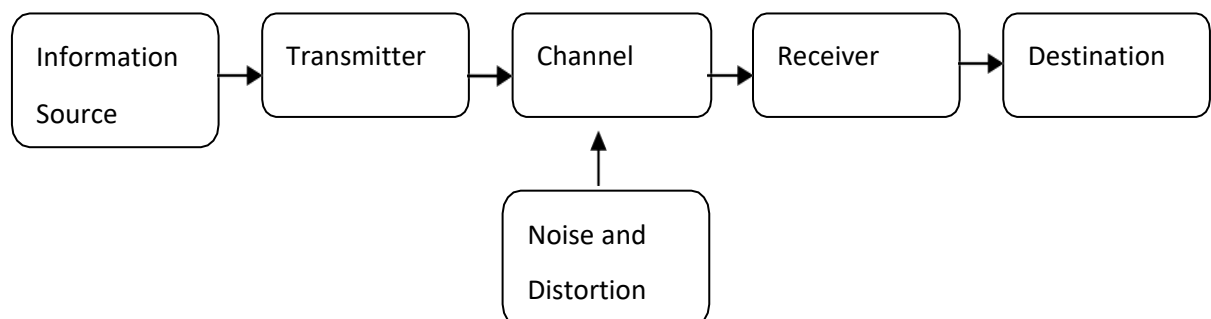 Information
Source
Transmitter
Channel
Receiver
Destination
Noise and
Distortion